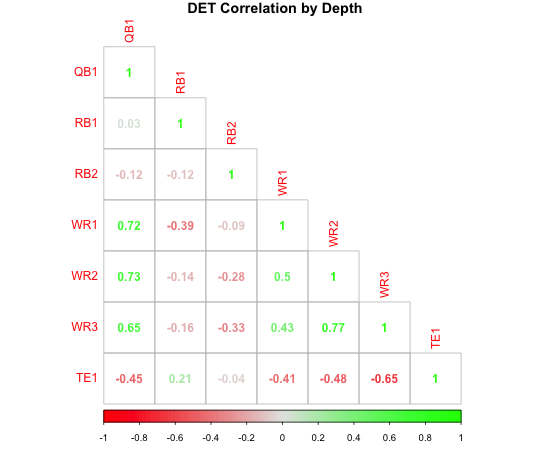 DET Correlation by Depth
QB1
QB1 1 RB1
RB1 0.03 1 RB2
RB2 -0.12 -0.12 1 WR1
WR1 0.72 -0.39 -0.09 1 WR2
WR2 0.73 -0.14 -0.28 0.5 1 WR3
WR3 0.65 -0.16 -0.33 0.43 0.77 1 TE1
TE1 -0.45 0.21 -0.04 -0.41 -0.48 -0.65 1
-1 -0.8 -0.6 -0.4 -0.2 0 0.2 0.4 0.6 0.8 1